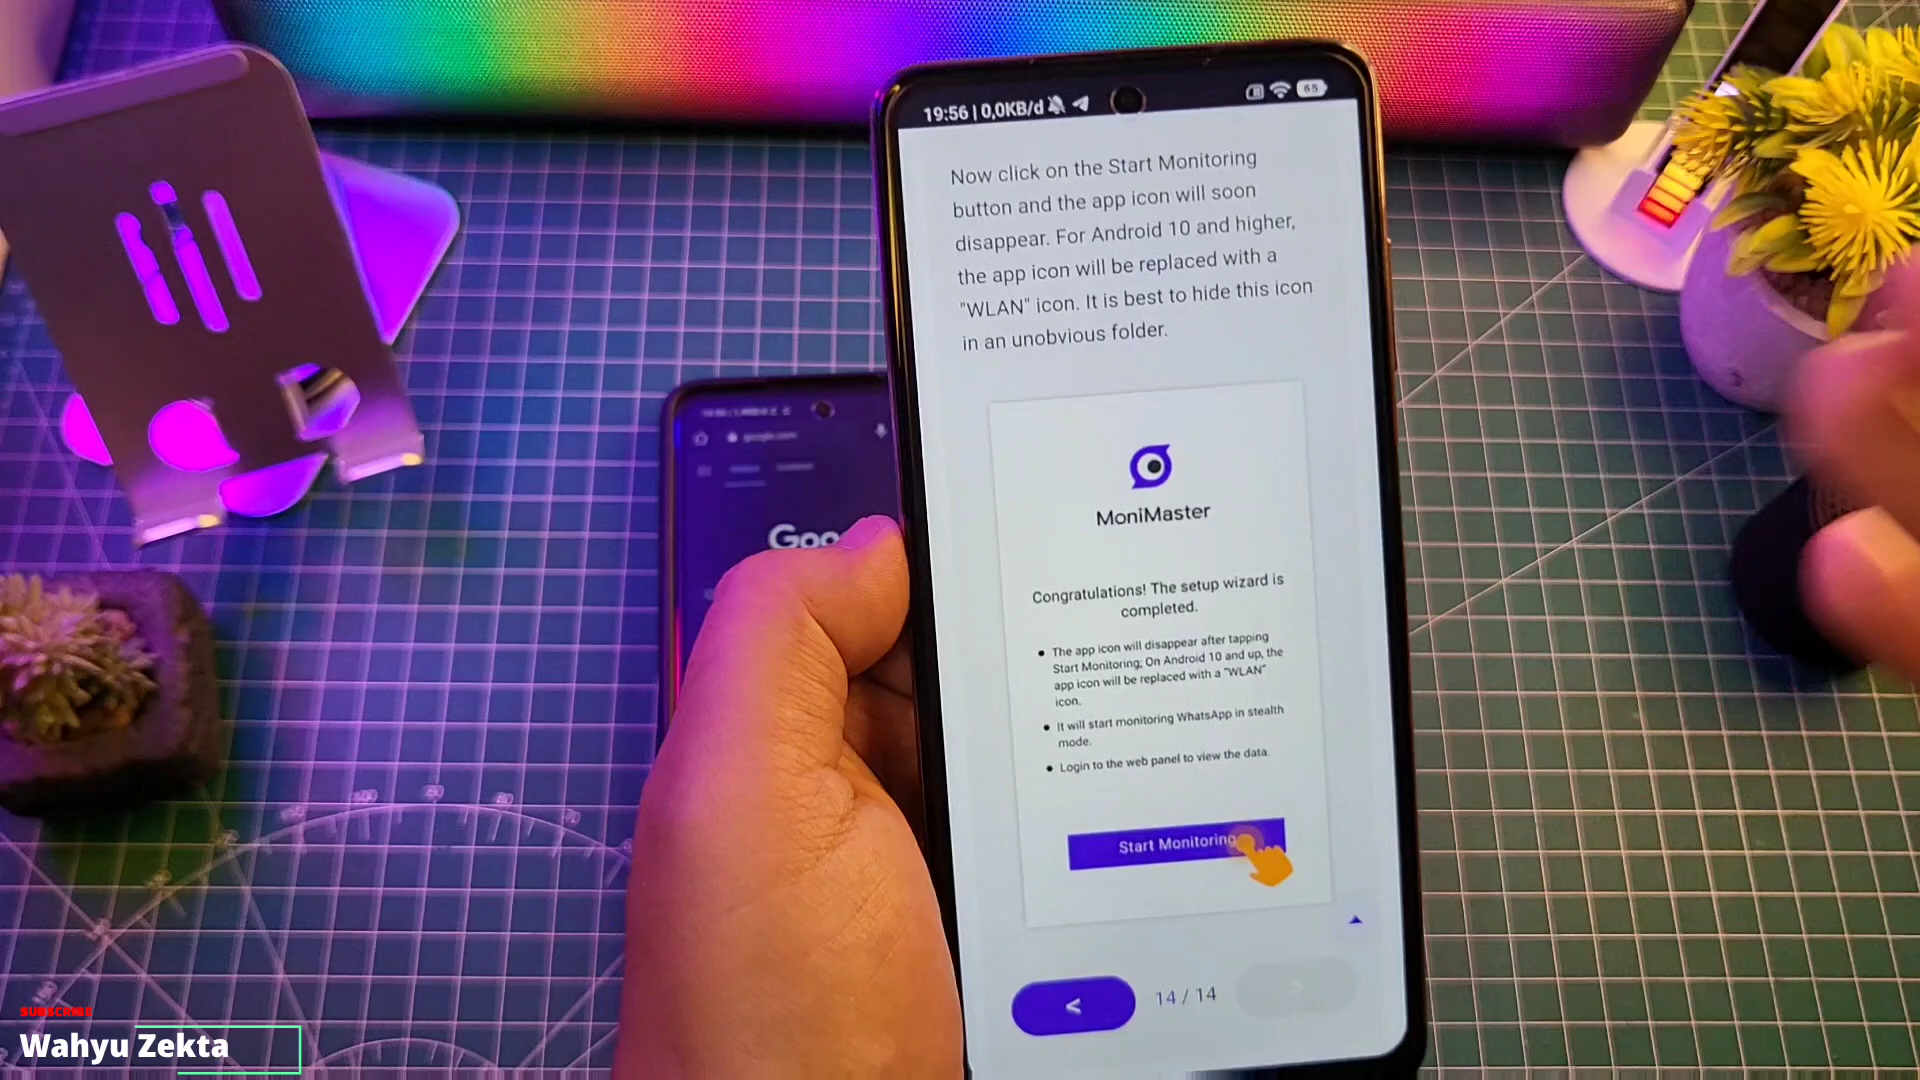 19:56 | 0,0KB/d
65
Now click on the Start Monitoring
button and the app icon will soon
disappear. For Android 10 and higher,
the app icon will be replaced with a
"WLAN" icon. It is best to hide this icon
in an unobvious folder.
MoniMaster
Congratulations! The setup wizard is
completed.
The app icon will disappear after tapping
Start Monitoring; On Android 10 and up, the
app icon will be replaced with a "WLAN"
icon.
It will start monitoring WhatsApp in stealth
mode.
Login to the web panel to view the data.
Start Monitoring
<
14 / 14
google.com
Goo
SUBSCRIBE
Wahyu Zekta